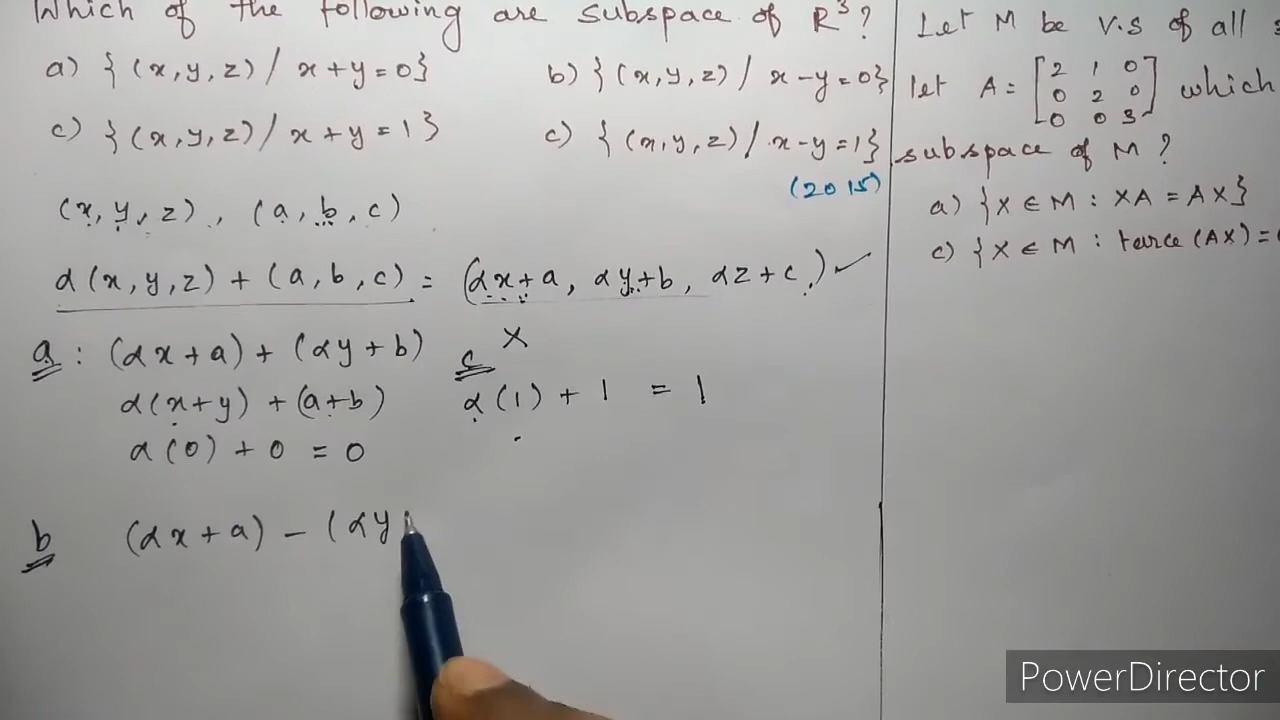 Which of the following are subspace of R³?
a) { (x,y,z) / x+y=0}
b) { (x,y,z) / x-y=0}
c) { (x,y,z) / x+y=1}
c) { (x,y,z) / x-y=1}
(2015)
(x,y,z), (a,b,c)
α(x,y,z) + (a,b,c) = (αx+a, αy+b, αz+c) ✓
a : (αx+a) + (αy+b)
α(x+y) + (a+b)
α(0) + 0 = 0
c X
α(1) + 1 = 1
b (αx+a) - (αy
Let M be V.S of all
let A = [2 1 0
0 2 0
0 0 3] which
subspace of M?
a) {X ∈ M : XA = AX}
c) {X ∈ M : tarce(AX) =
PowerDirector